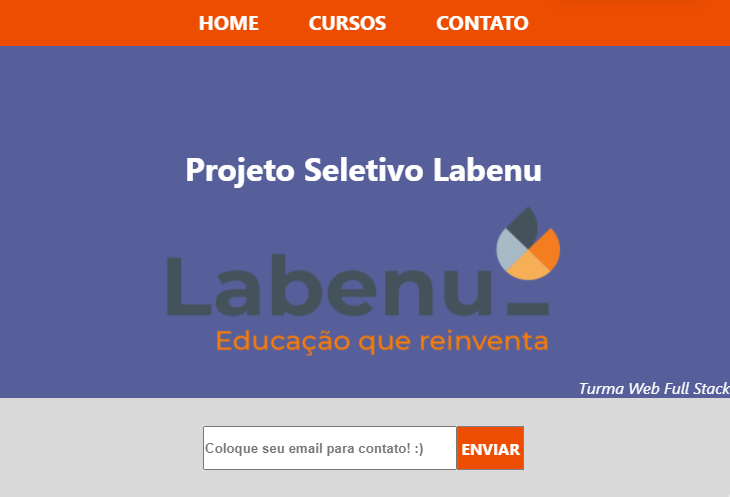 HOME CURSOS CONTATO
Projeto Seletivo Labenu
Labenu_
Educação que reinventa
Turma Web Full Stack
Coloque seu email para contato! :) ENVIAR